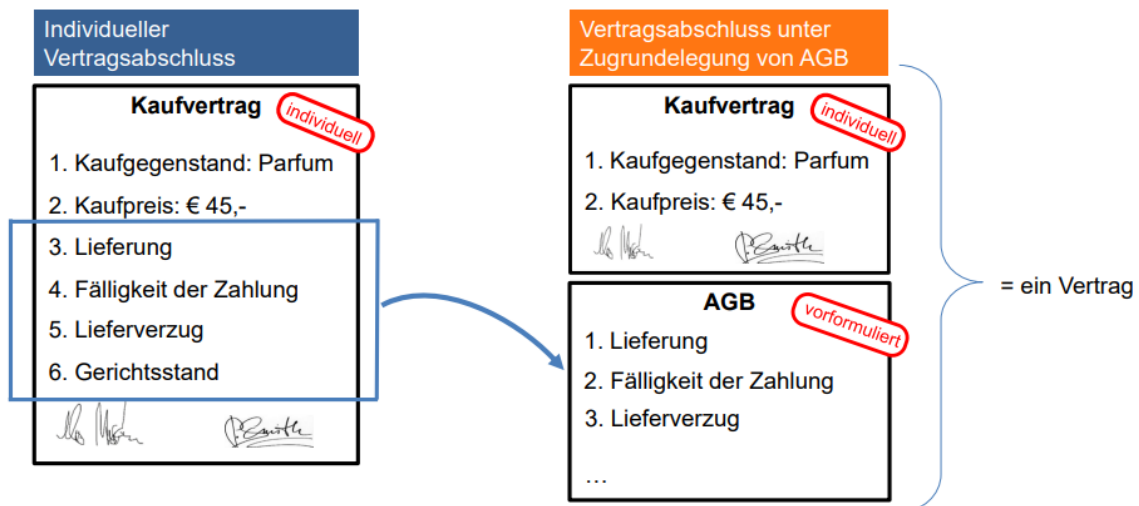 Individueller
Vertragsabschluss
Kaufvertrag
individuell
1. Kaufgegenstand: Parfum
2. Kaufpreis: € 45,-
3. Lieferung
4. Fälligkeit der Zahlung
5. Lieferverzug
6. Gerichtsstand
Vertragsabschluss unter
Zugrundelegung von AGB
Kaufvertrag
individuell
1. Kaufgegenstand: Parfum
2. Kaufpreis: € 45,-
AGB
vorformuliert
1. Lieferung
2. Fälligkeit der Zahlung
3. Lieferverzug
…
= ein Vertrag